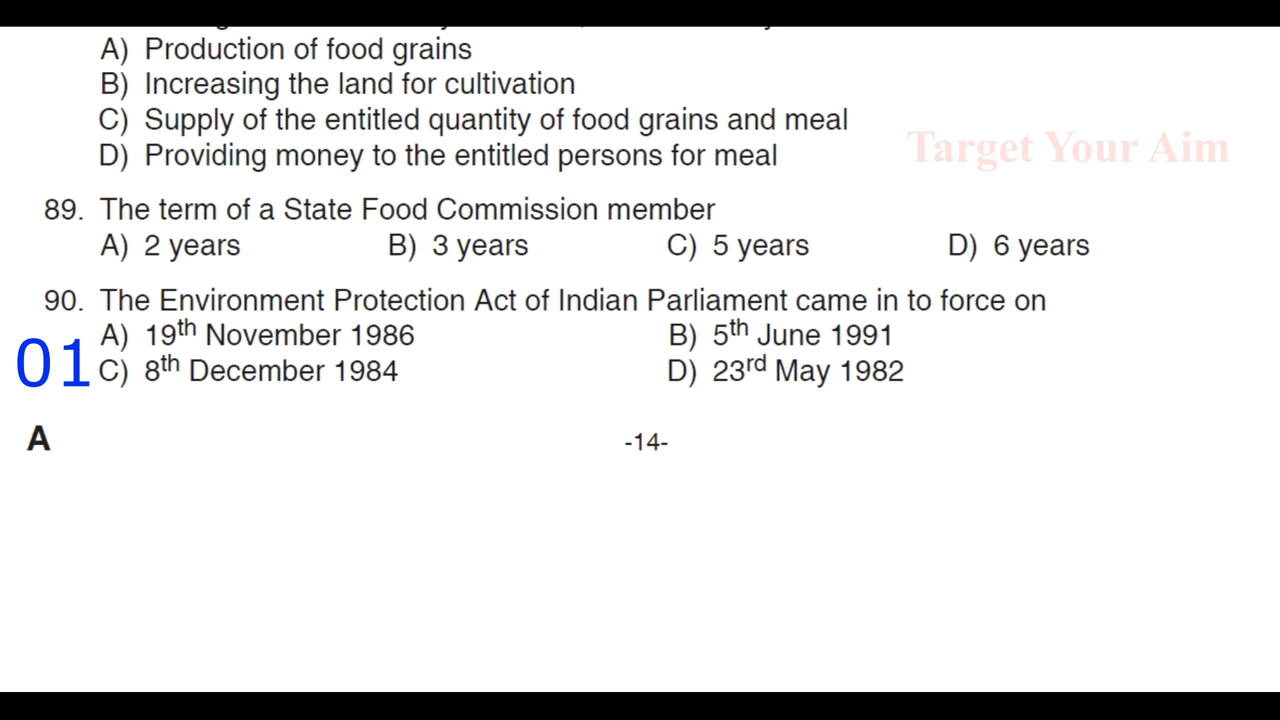 A) Production of food grains
B) Increasing the land for cultivation
C) Supply of the entitled quantity of food grains and meal
D) Providing money to the entitled persons for meal
Target Your Aim
89. The term of a State Food Commission member
A) 2 years B) 3 years C) 5 years D) 6 years
90. The Environment Protection Act of Indian Parliament came in to force on
A) 19th November 1986 B) 5th June 1991
01
C) 8th December 1984 D) 23rd May 1982
A -14-